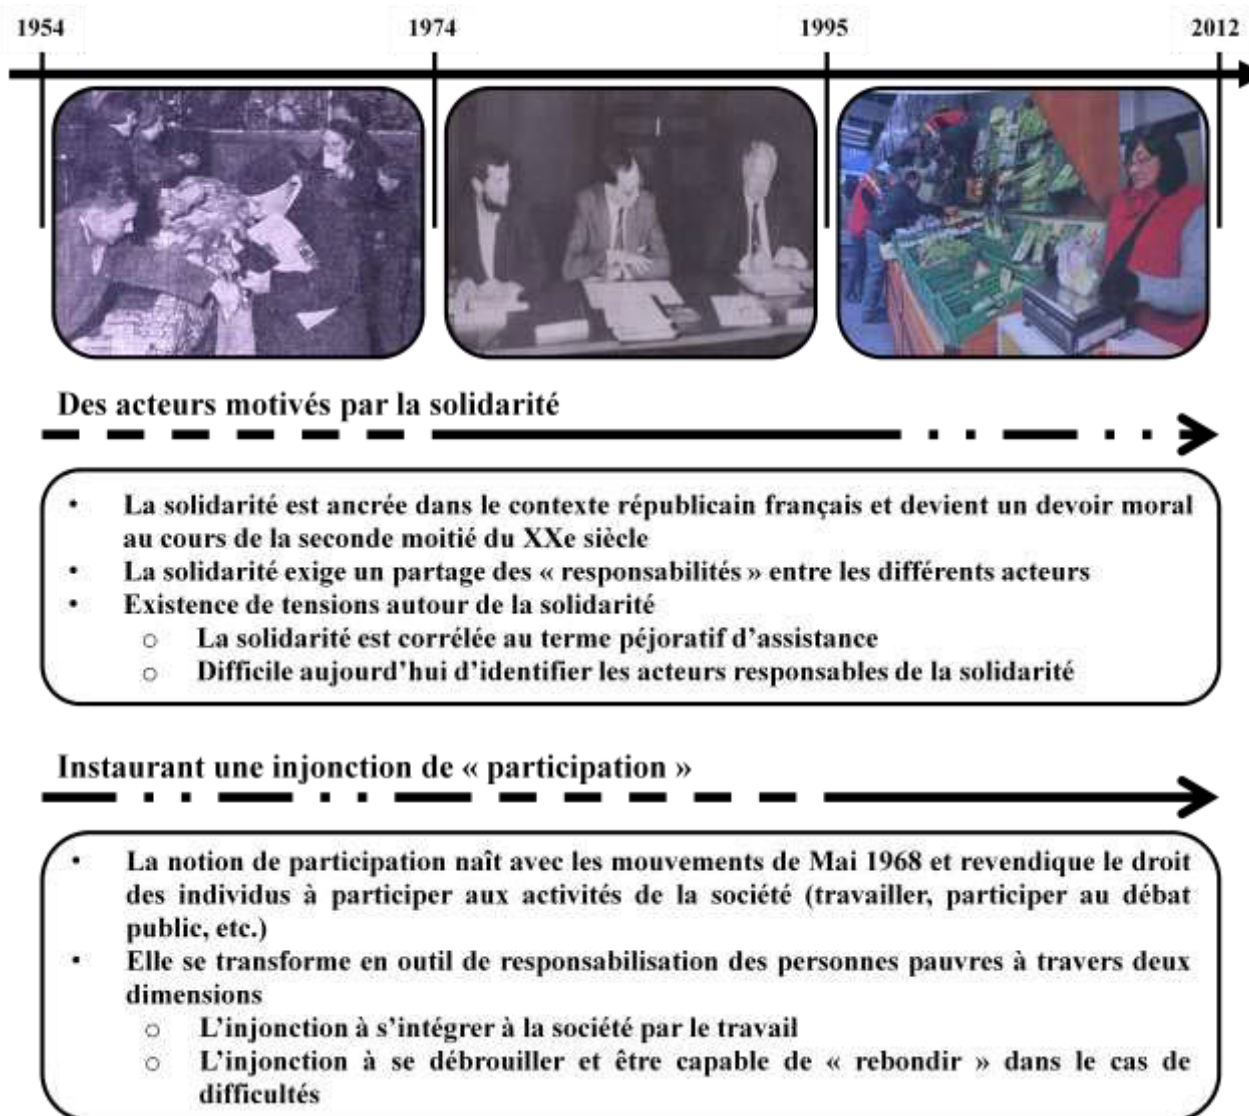 1954 1974 1995 2012
Des acteurs motivés par la solidarité
• La solidarité est ancrée dans le contexte républicain français et devient un devoir moral
au cours de la seconde moitié du XXe siècle
• La solidarité exige un partage des « responsabilités » entre les différents acteurs
• Existence de tensions autour de la solidarité
o La solidarité est corrélée au terme péjoratif d’assistance
o Difficile aujourd’hui d’identifier les acteurs responsables de la solidarité
Instaurant une injonction de « participation »
• La notion de participation naît avec les mouvements de Mai 1968 et revendique le droit
des individus à participer aux activités de la société (travailler, participer au débat
public, etc.)
• Elle se transforme en outil de responsabilisation des personnes pauvres à travers deux
dimensions
o L’injonction à s’intégrer à la société par le travail
o L’injonction à se débrouiller et être capable de « rebondir » dans le cas de
difficultés